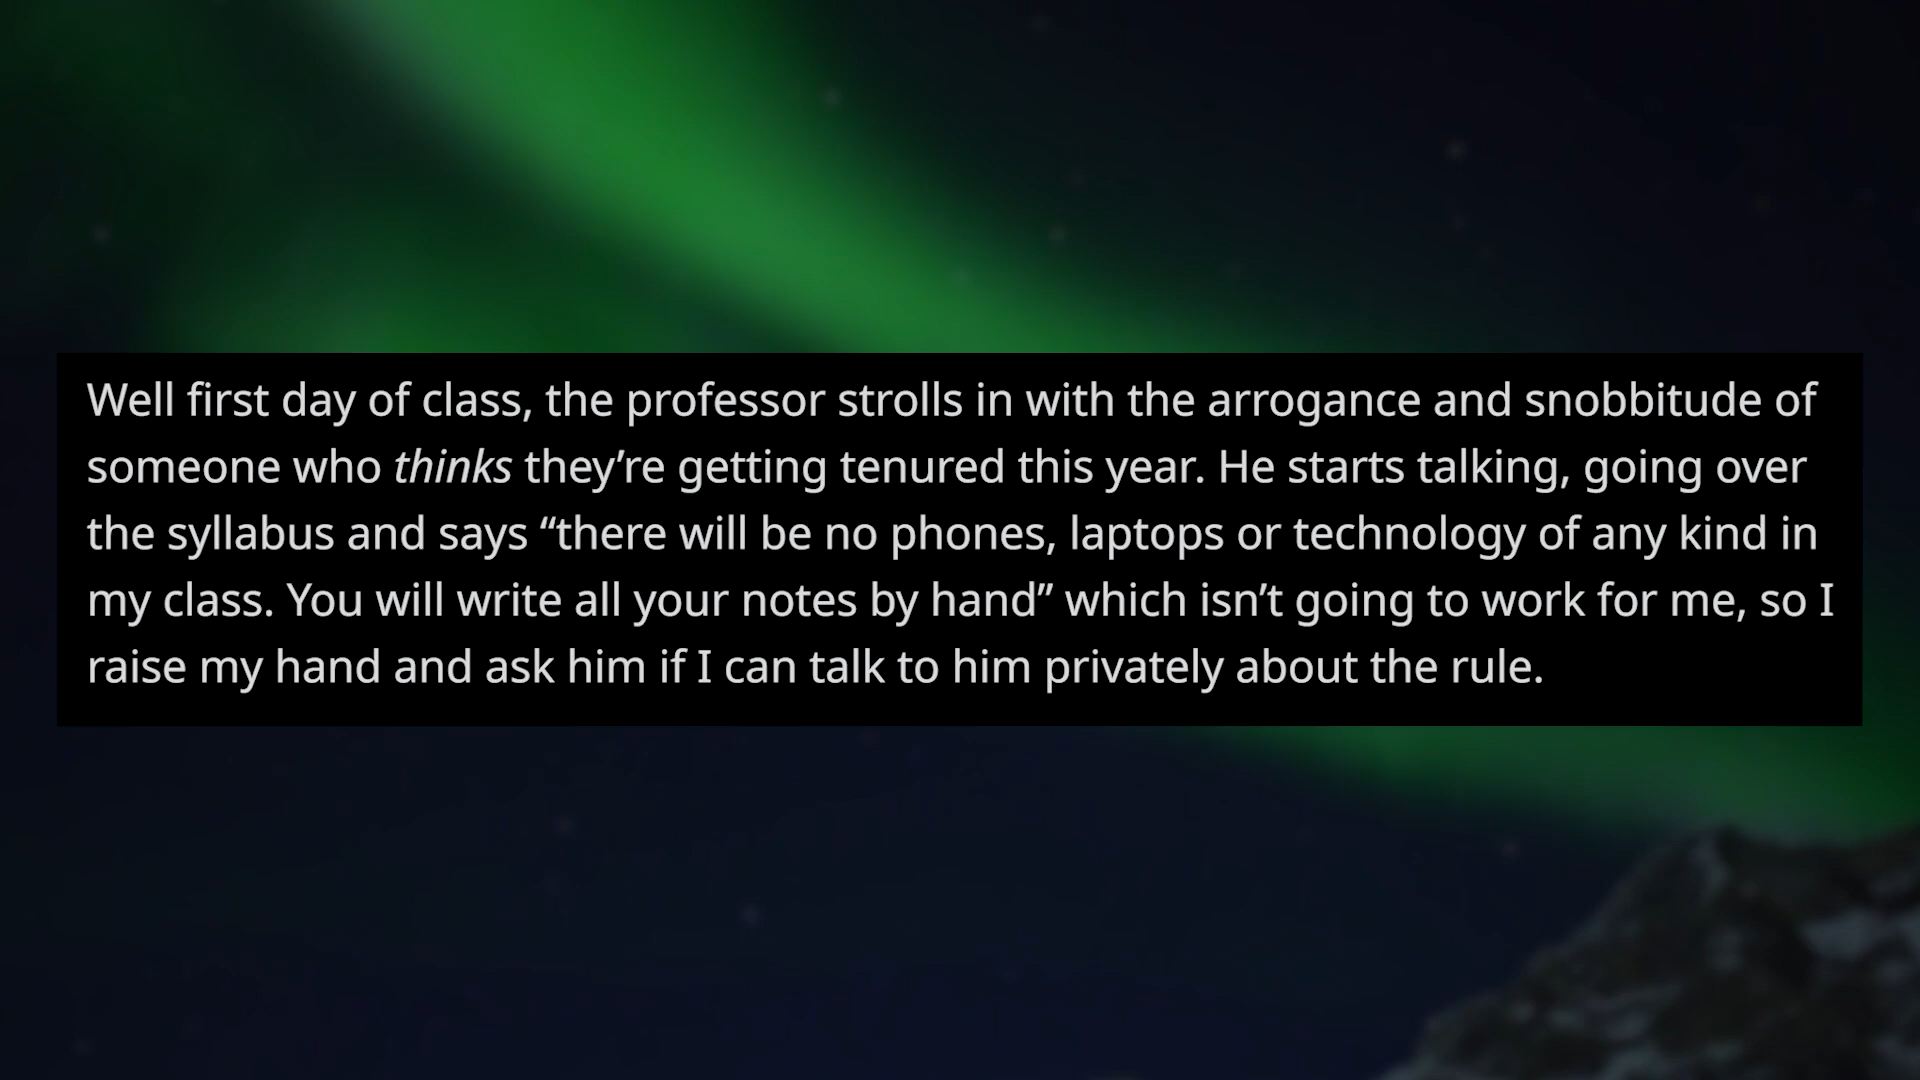 Well first day of class, the professor strolls in with the arrogance and snobbitude of
someone who thinks they’re getting tenured this year. He starts talking, going over
the syllabus and says “there will be no phones, laptops or technology of any kind in
my class. You will write all your notes by hand” which isn’t going to work for me, so I
raise my hand and ask him if I can talk to him privately about the rule.